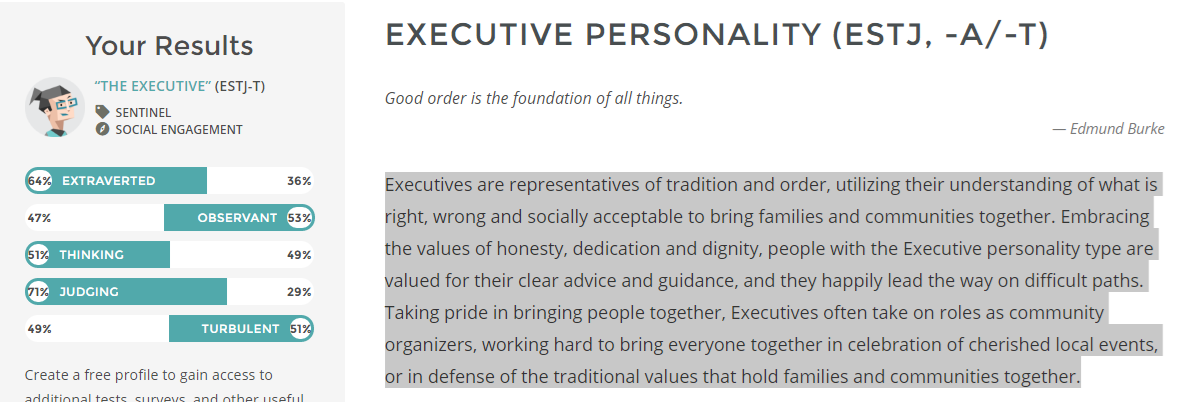 Your Results
"THE EXECUTIVE" (ESTJ-T)
SENTINEL
SOCIAL ENGAGEMENT
64% EXTRAVERTED 36%
47% OBSERVANT 53%
51% THINKING 49%
71% JUDGING 29%
49% TURBULENT 51%
Create a free profile to gain access to
additional tests, surveys, and other useful
EXECUTIVE PERSONALITY (ESTJ, -A/-T)
Good order is the foundation of all things.
— Edmund Burke
Executives are representatives of tradition and order, utilizing their understanding of what is
right, wrong and socially acceptable to bring families and communities together. Embracing
the values of honesty, dedication and dignity, people with the Executive personality type are
valued for their clear advice and guidance, and they happily lead the way on difficult paths.
Taking pride in bringing people together, Executives often take on roles as community
organizers, working hard to bring everyone together in celebration of cherished local events,
or in defense of the traditional values that hold families and communities together.